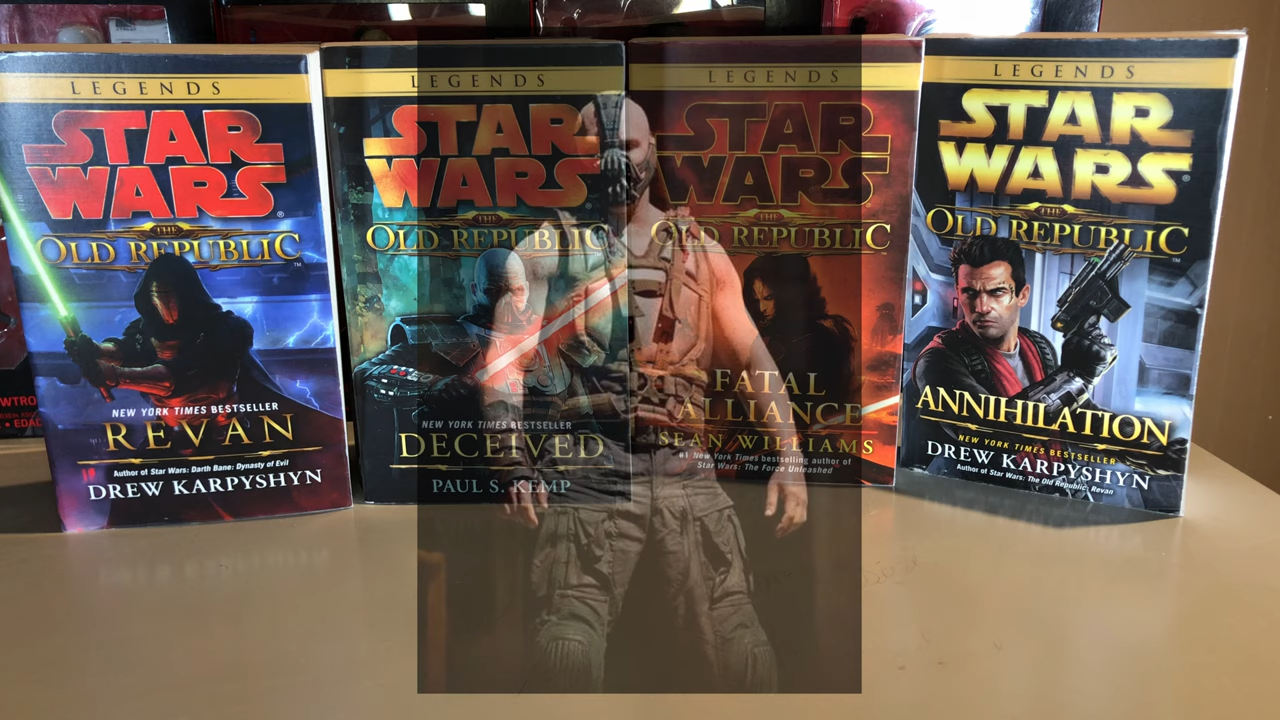 LEGENDS
STAR
WARS
THE
OLD REPUBLIC™
NEW YORK TIMES BESTSELLER
REVAN
Author of Star Wars: Darth Bane: Dynasty of Evil
DREW KARPYSHYN
LEGENDS
STAR
WARS
THE
OLD REPUBLIC
NEW YORK TIMES BESTSELLER
DECEIVED
PAUL S. KEMP
LEGENDS
STAR
WARS
THE
OLD REPUBLIC
FATAL
ALLIANCE
SEAN WILLIAMS
#1 New York Times bestselling author of
Star Wars: The Force Unleashed
LEGENDS
STAR
WARS
THE
OLD REPUBLIC™
ANNIHILATION
NEW YORK TIMES BESTSELLER
DREW KARPYSHYN
Author of Star Wars: The Old Republic: Revan